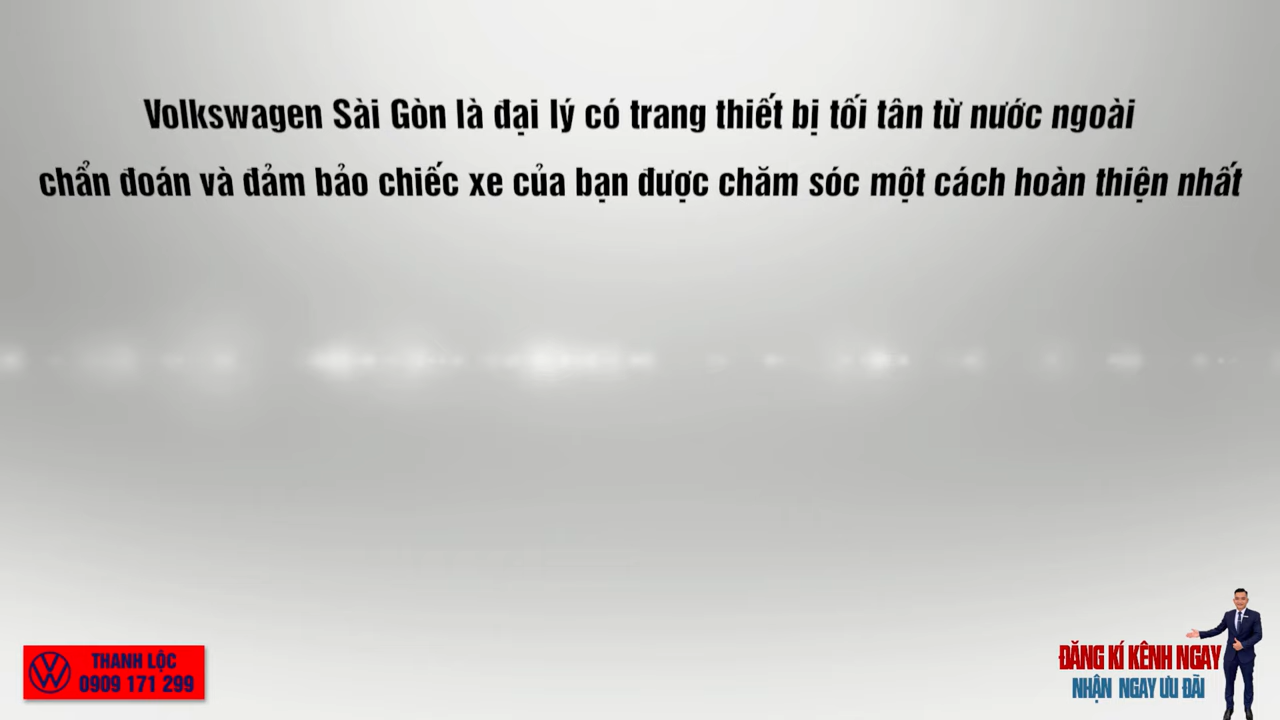 Volkswagen Sài Gòn là đại lý có trang thiết bị tối tân từ nước ngoài
chẩn đoán và đảm bảo chiếc xe của bạn được chăm sóc một cách hoàn thiện nhất
THANH LỘC
0909 171 299
ĐĂNG KÍ KÊNH NGAY
NHẬN NGAY ƯU ĐÃI